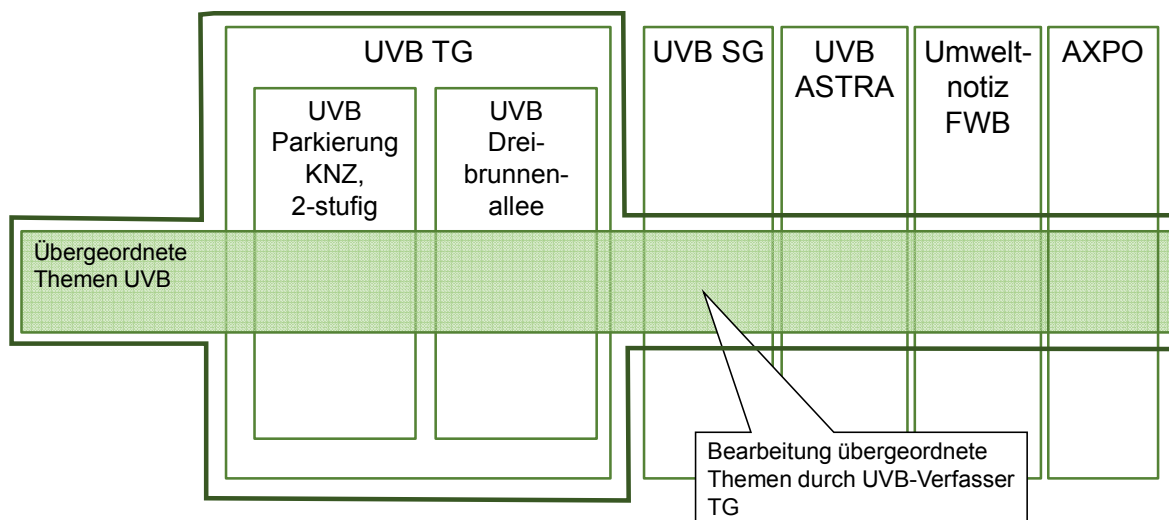 UVB TG
UVB
Parkierung
KNZ,
2-stufig
UVB
Drei-
brunnen-
allee
UVB SG
UVB
ASTRA
Umwelt-
notiz
FWB
AXPO
Übergeordnete
Themen UVB
Bearbeitung übergeordnete
Themen durch UVB-Verfasser
TG